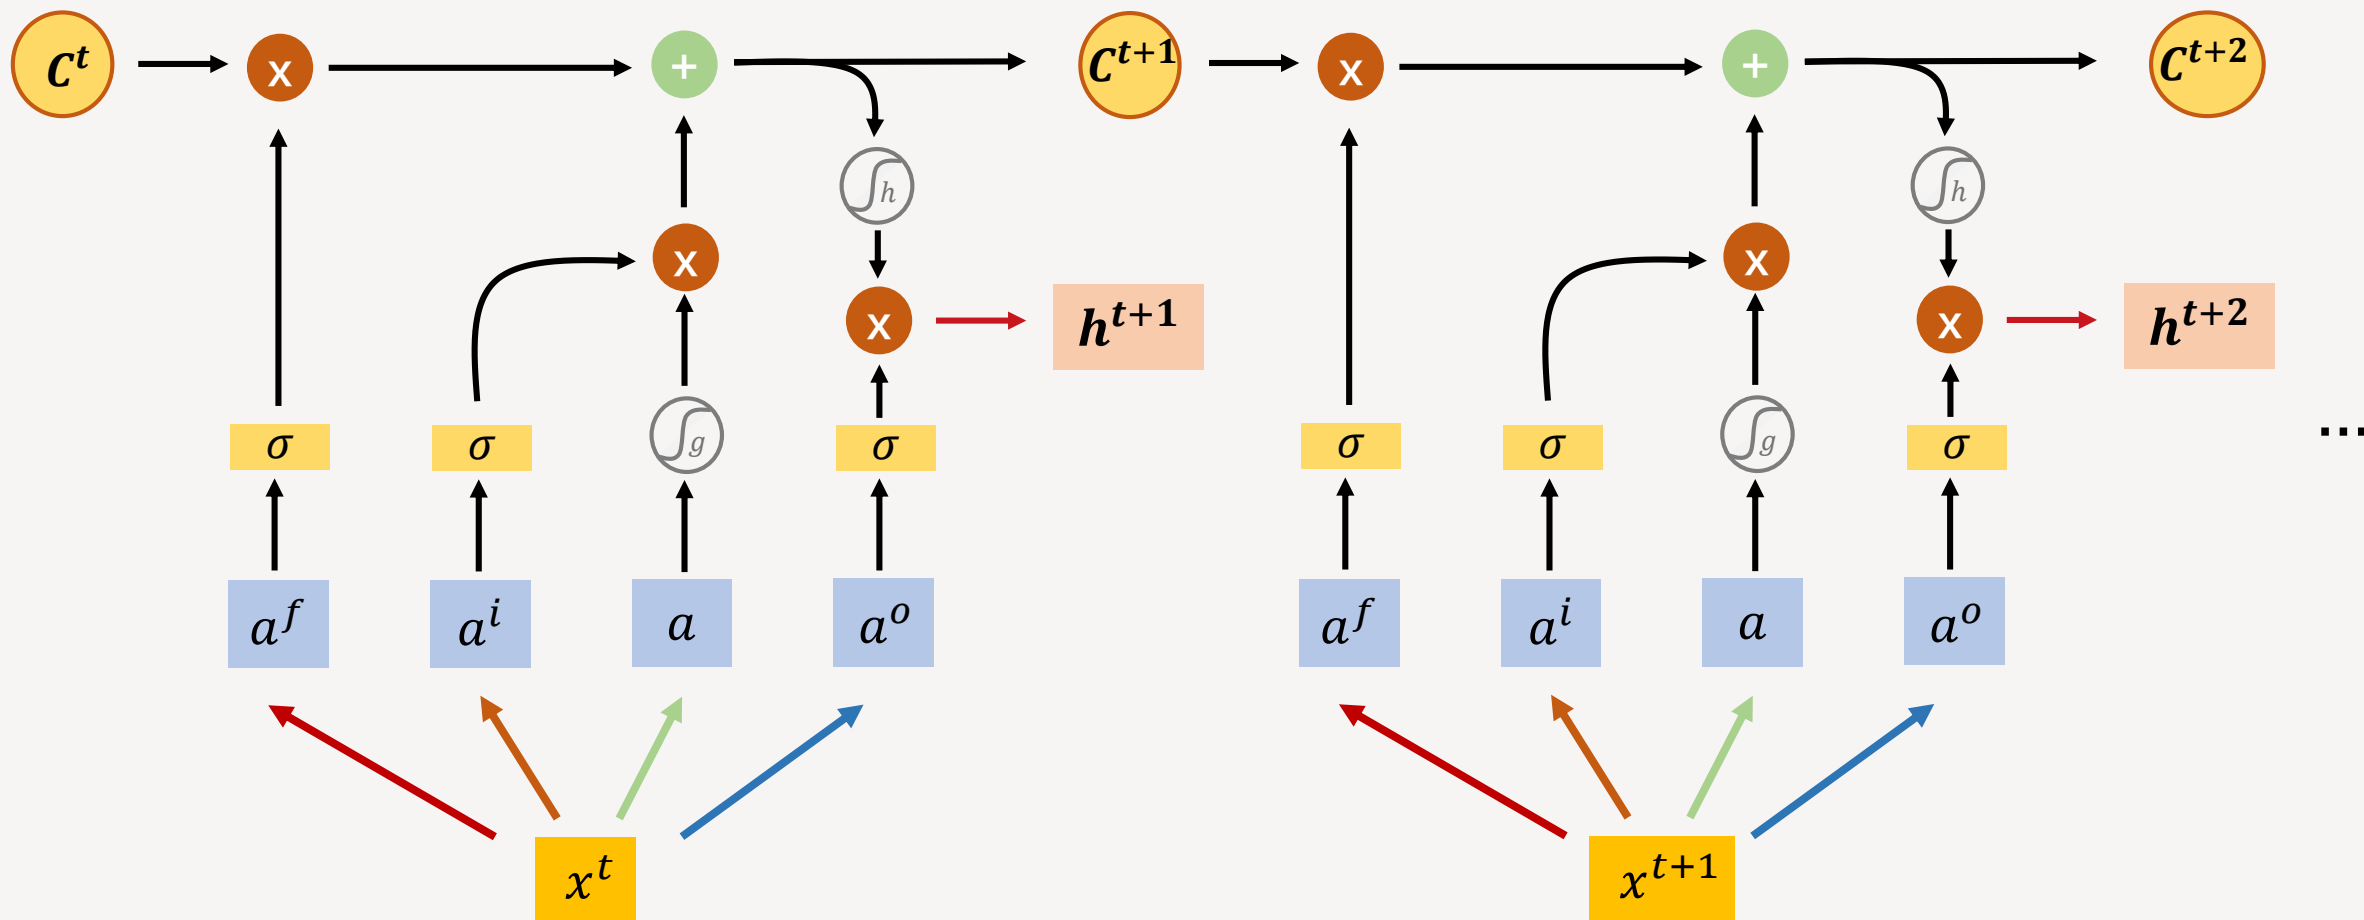 C^t x + C^{t+1} x + C^{t+2}
∫h ∫h
x x
x h^{t+1} x h^{t+2}
σ σ ∫g σ σ σ ∫g σ ...
a^f a^i a a^o a^f a^i a a^o
x^t x^{t+1}